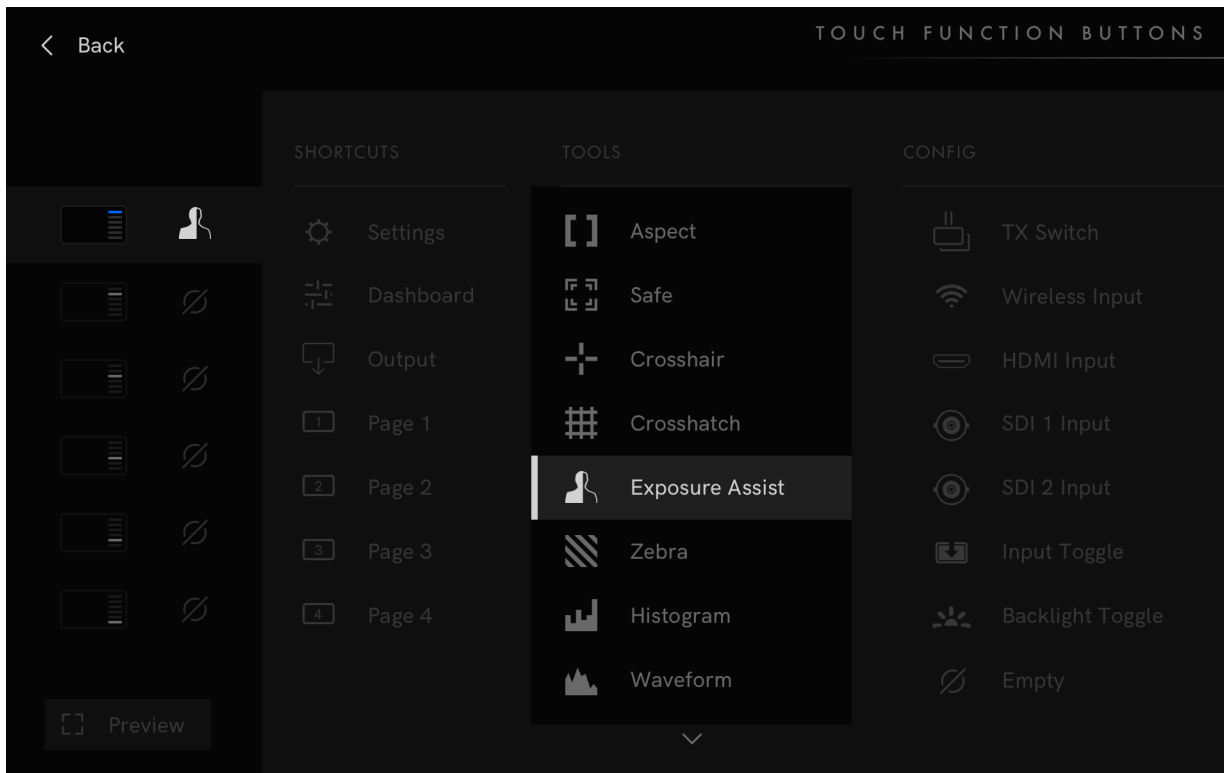 Back
TOUCH FUNCTION BUTTONS
SHORTCUTS
Settings
Dashboard
Output
1 Page 1
2 Page 2
3 Page 3
4 Page 4
TOOLS
Aspect
Safe
Crosshair
Crosshatch
Exposure Assist
Zebra
Histogram
Waveform
CONFIG
TX Switch
Wireless Input
HDMI Input
SDI 1 Input
SDI 2 Input
Input Toggle
Backlight Toggle
Empty
Preview